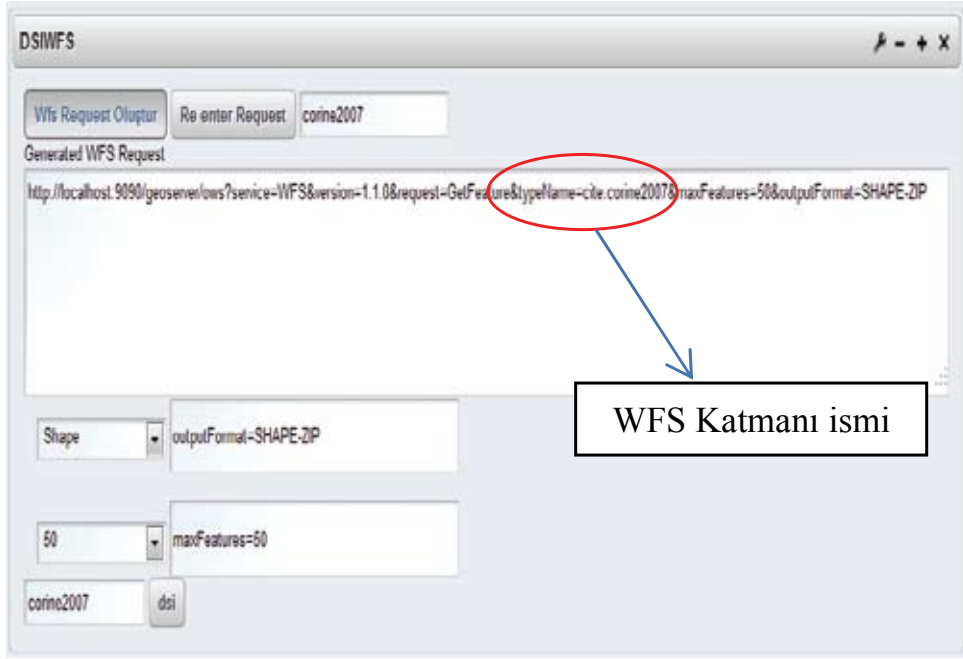 DSIWFS
Wfs Request Oluştur Re enter Request corine2007
Generated WFS Request
http://localhost.9090/geoserver/ows?service=WFS&version=1.1.0&request=GetFeature&typeName=cite.corine2007&maxFeatures=50&outputFormat=SHAPE-ZIP
WFS Katmanı ismi
Shape outputFormat=SHAPE-ZIP
50 maxFeatures=50
corine2007 dsi